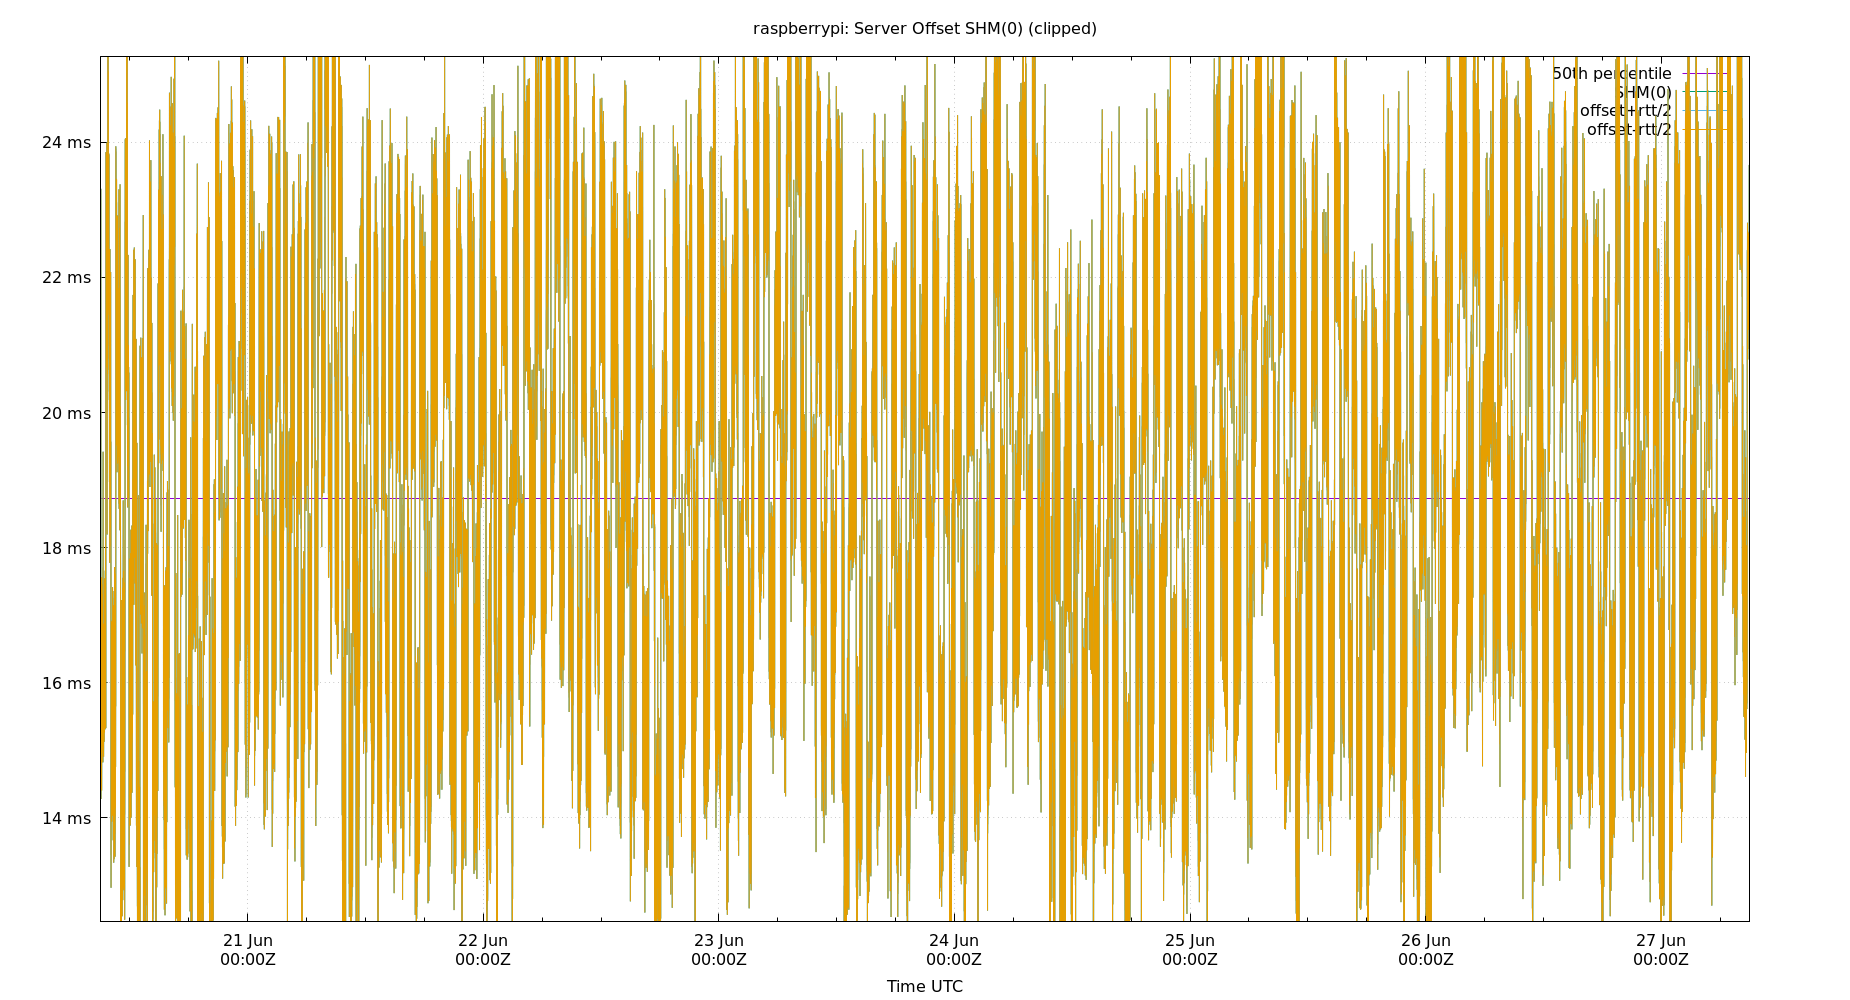 raspberrypi: Server Offset SHM(0) (clipped)
50th percentile
SHM(0)
offset+rtt/2
offset-rtt/2
24 ms
22 ms
20 ms
18 ms
16 ms
14 ms
21 Jun 22 Jun 23 Jun 24 Jun 25 Jun 26 Jun 27 Jun
00:00Z 00:00Z 00:00Z 00:00Z 00:00Z 00:00Z 00:00Z
Time UTC